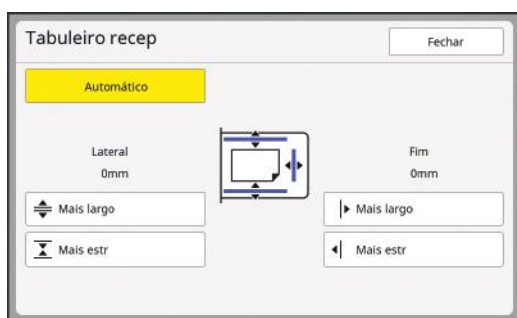 Tabuleiro recep
Fechar
Automático
Lateral
0mm
Fim
0mm
Mais largo
Mais largo
Mais estr
Mais estr